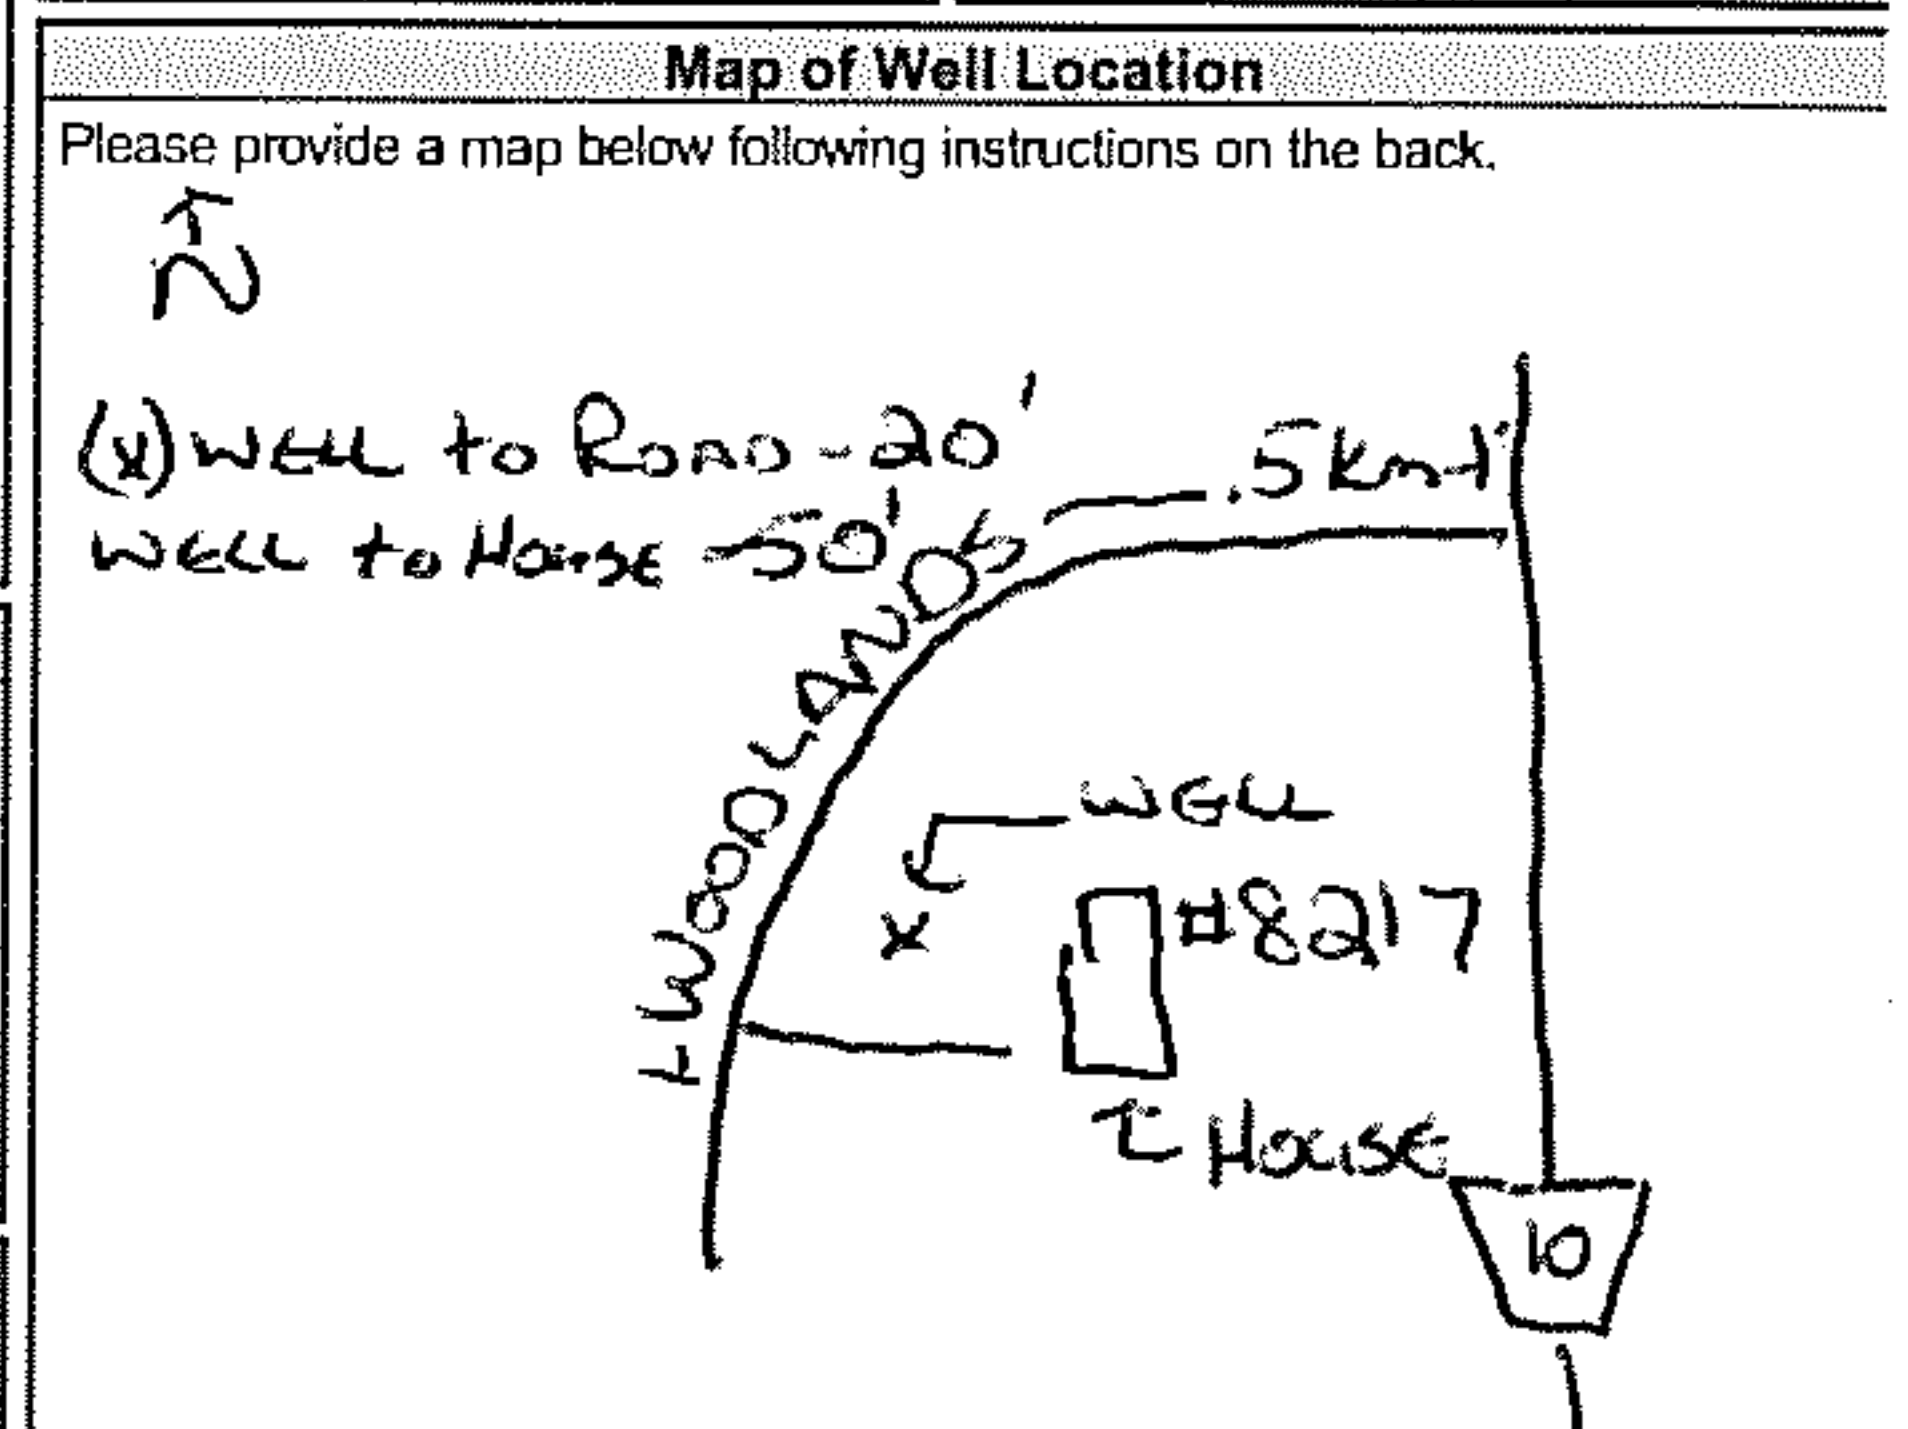 Map of Well Location
Please provide a map below following instructions on the back.
N
(x) WELL to ROAD - 20'
WELL to HOUSE - 50'
.5 km
WOODLANDS
WELL
x
#8217
HOUSE
10